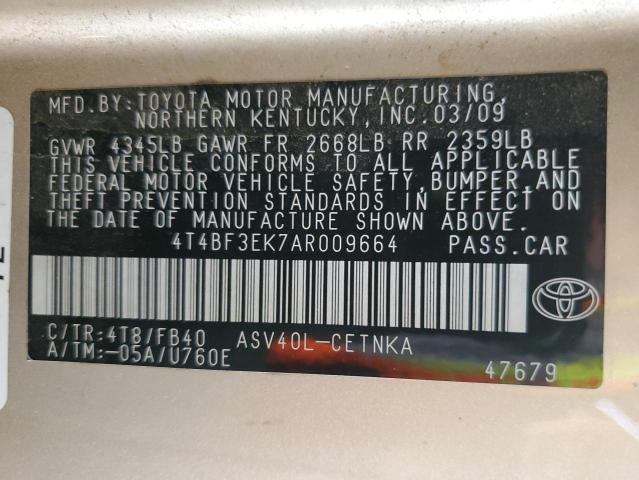 MFD.BY:TOYOTA MOTOR MANUFACTURING,
NORTHERN KENTUCKY,INC.03/09
GVWR 4345LB GAWR FR 2668LB RR 2359LB
THIS VEHICLE CONFORMS TO ALL APPLICABLE
FEDERAL MOTOR VEHICLE SAFETY,BUMPER,AND
THEFT PREVENTION STANDARDS IN EFFECT ON
THE DATE OF MANUFACTURE SHOWN ABOVE.
4T4BF3EK7AR009664 PASS.CAR
C/TR:4T8/FB40 ASV40L-CETNKA
A/TM:-05A/U760E 47679